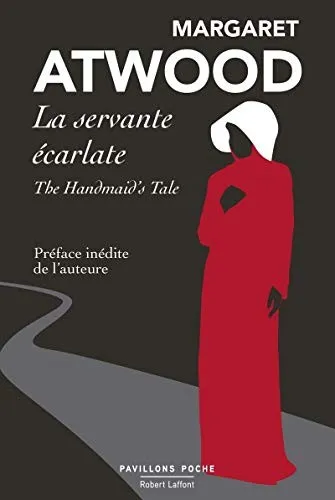 MARGARET
ATWOOD
La servante
écarlate
The Handmaid's Tale
Préface inédite
de l'auteure
PAVILLONS POCHE
Robert Laffont